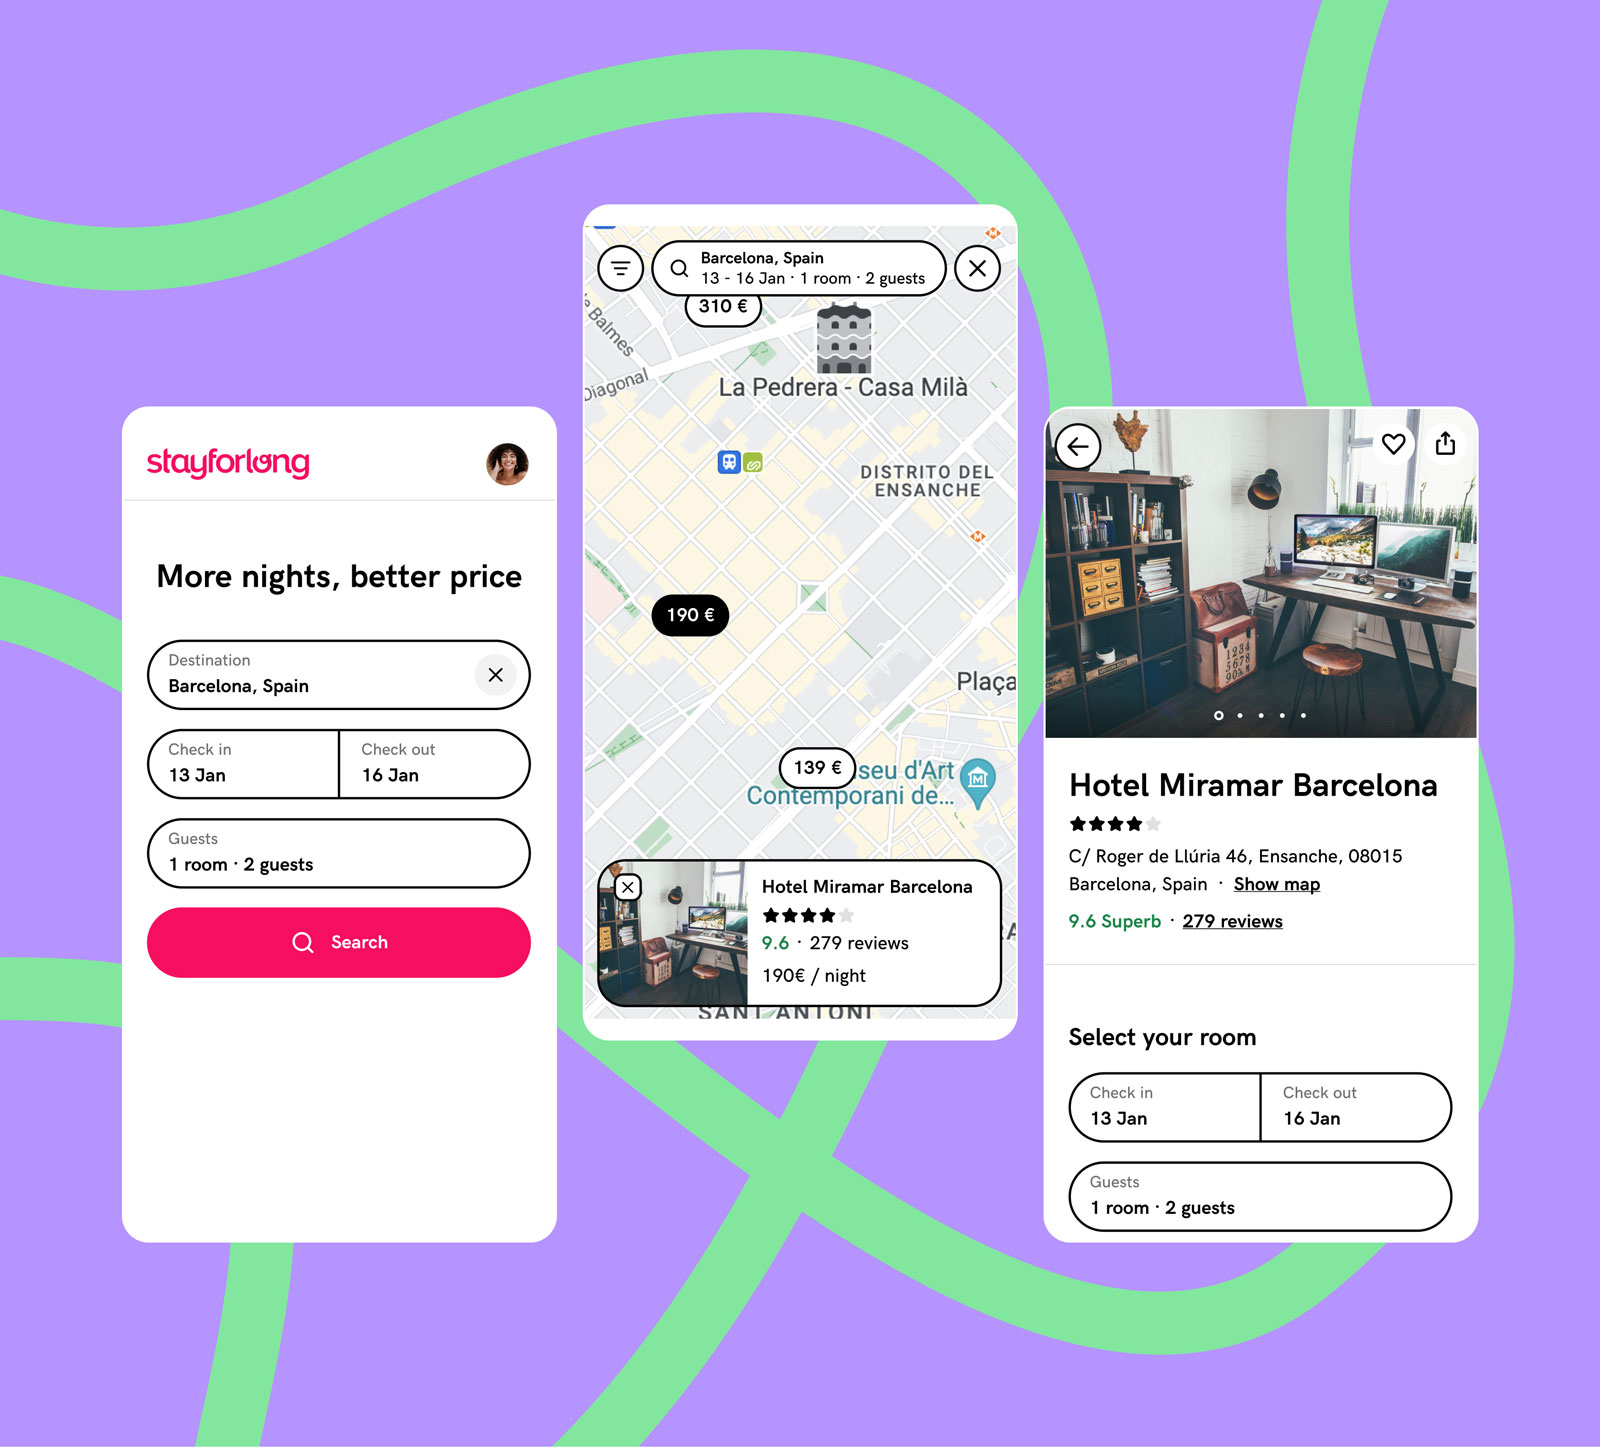 stayforlong
More nights, better price
Destination
Barcelona, Spain
Check in
13 Jan
Check out
16 Jan
Guests
1 room · 2 guests
Search
Barcelona, Spain
13 - 16 Jan · 1 room · 2 guests
310 €
Balmes
Diagonal
La Pedrera - Casa Milà
DISTRITO DEL
ENSANCHE
190 €
Plaça
139 €
seu d'Art
Contemporani de...
Hotel Miramar Barcelona
9.6 · 279 reviews
190€ / night
SANT ANTONI
1234
5678
90%
Hotel Miramar Barcelona
C/ Roger de Llúria 46, Ensanche, 08015
Barcelona, Spain · Show map
9.6 Superb · 279 reviews
Select your room
Check in
13 Jan
Check out
16 Jan
Guests
1 room · 2 guests